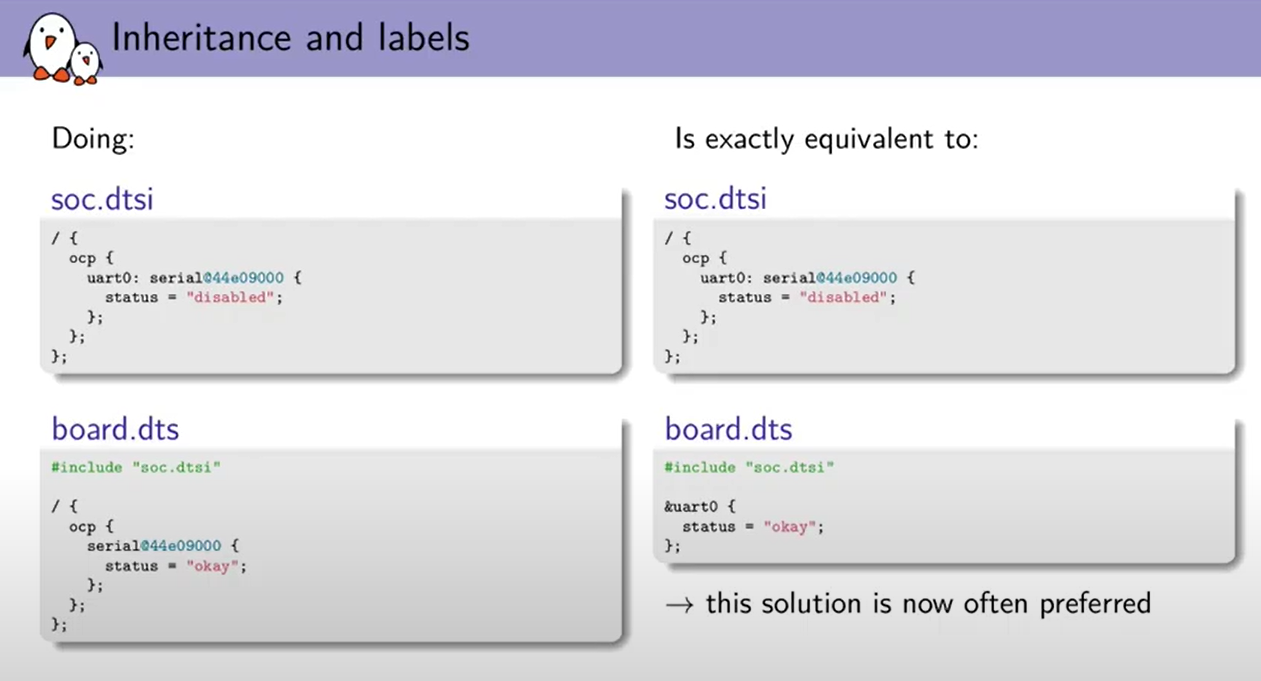 Inheritance and labels
Doing:
soc.dtsi
/ {
  ocp {
    uart0: serial@44e09000 {
      status = "disabled";
    };
  };
};
board.dts
#include "soc.dtsi"
/ {
  ocp {
    serial@44e09000 {
      status = "okay";
    };
  };
};
Is exactly equivalent to:
soc.dtsi
/ {
  ocp {
    uart0: serial@44e09000 {
      status = "disabled";
    };
  };
};
board.dts
#include "soc.dtsi"
&uart0 {
  status = "okay";
};
→ this solution is now often preferred